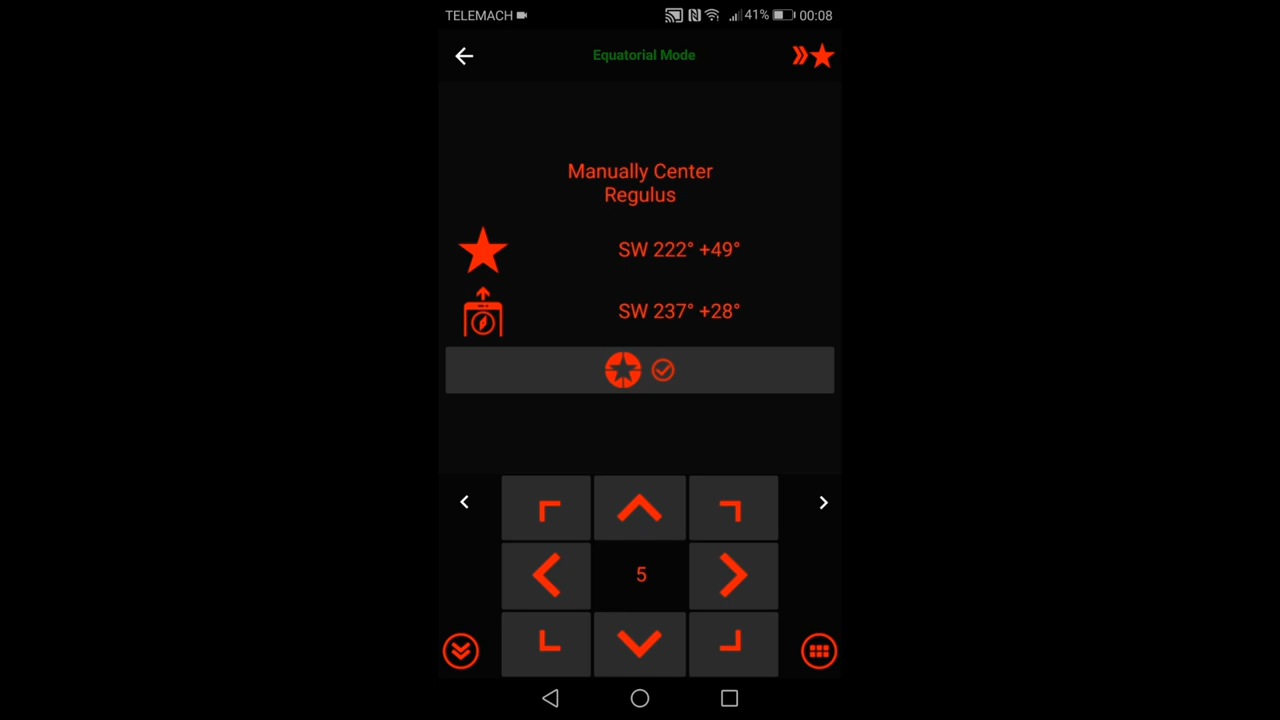 TELEMACH 41% 00:08
Equatorial Mode
Manually Center
Regulus
SW 222° +49°
SW 237° +28°
5